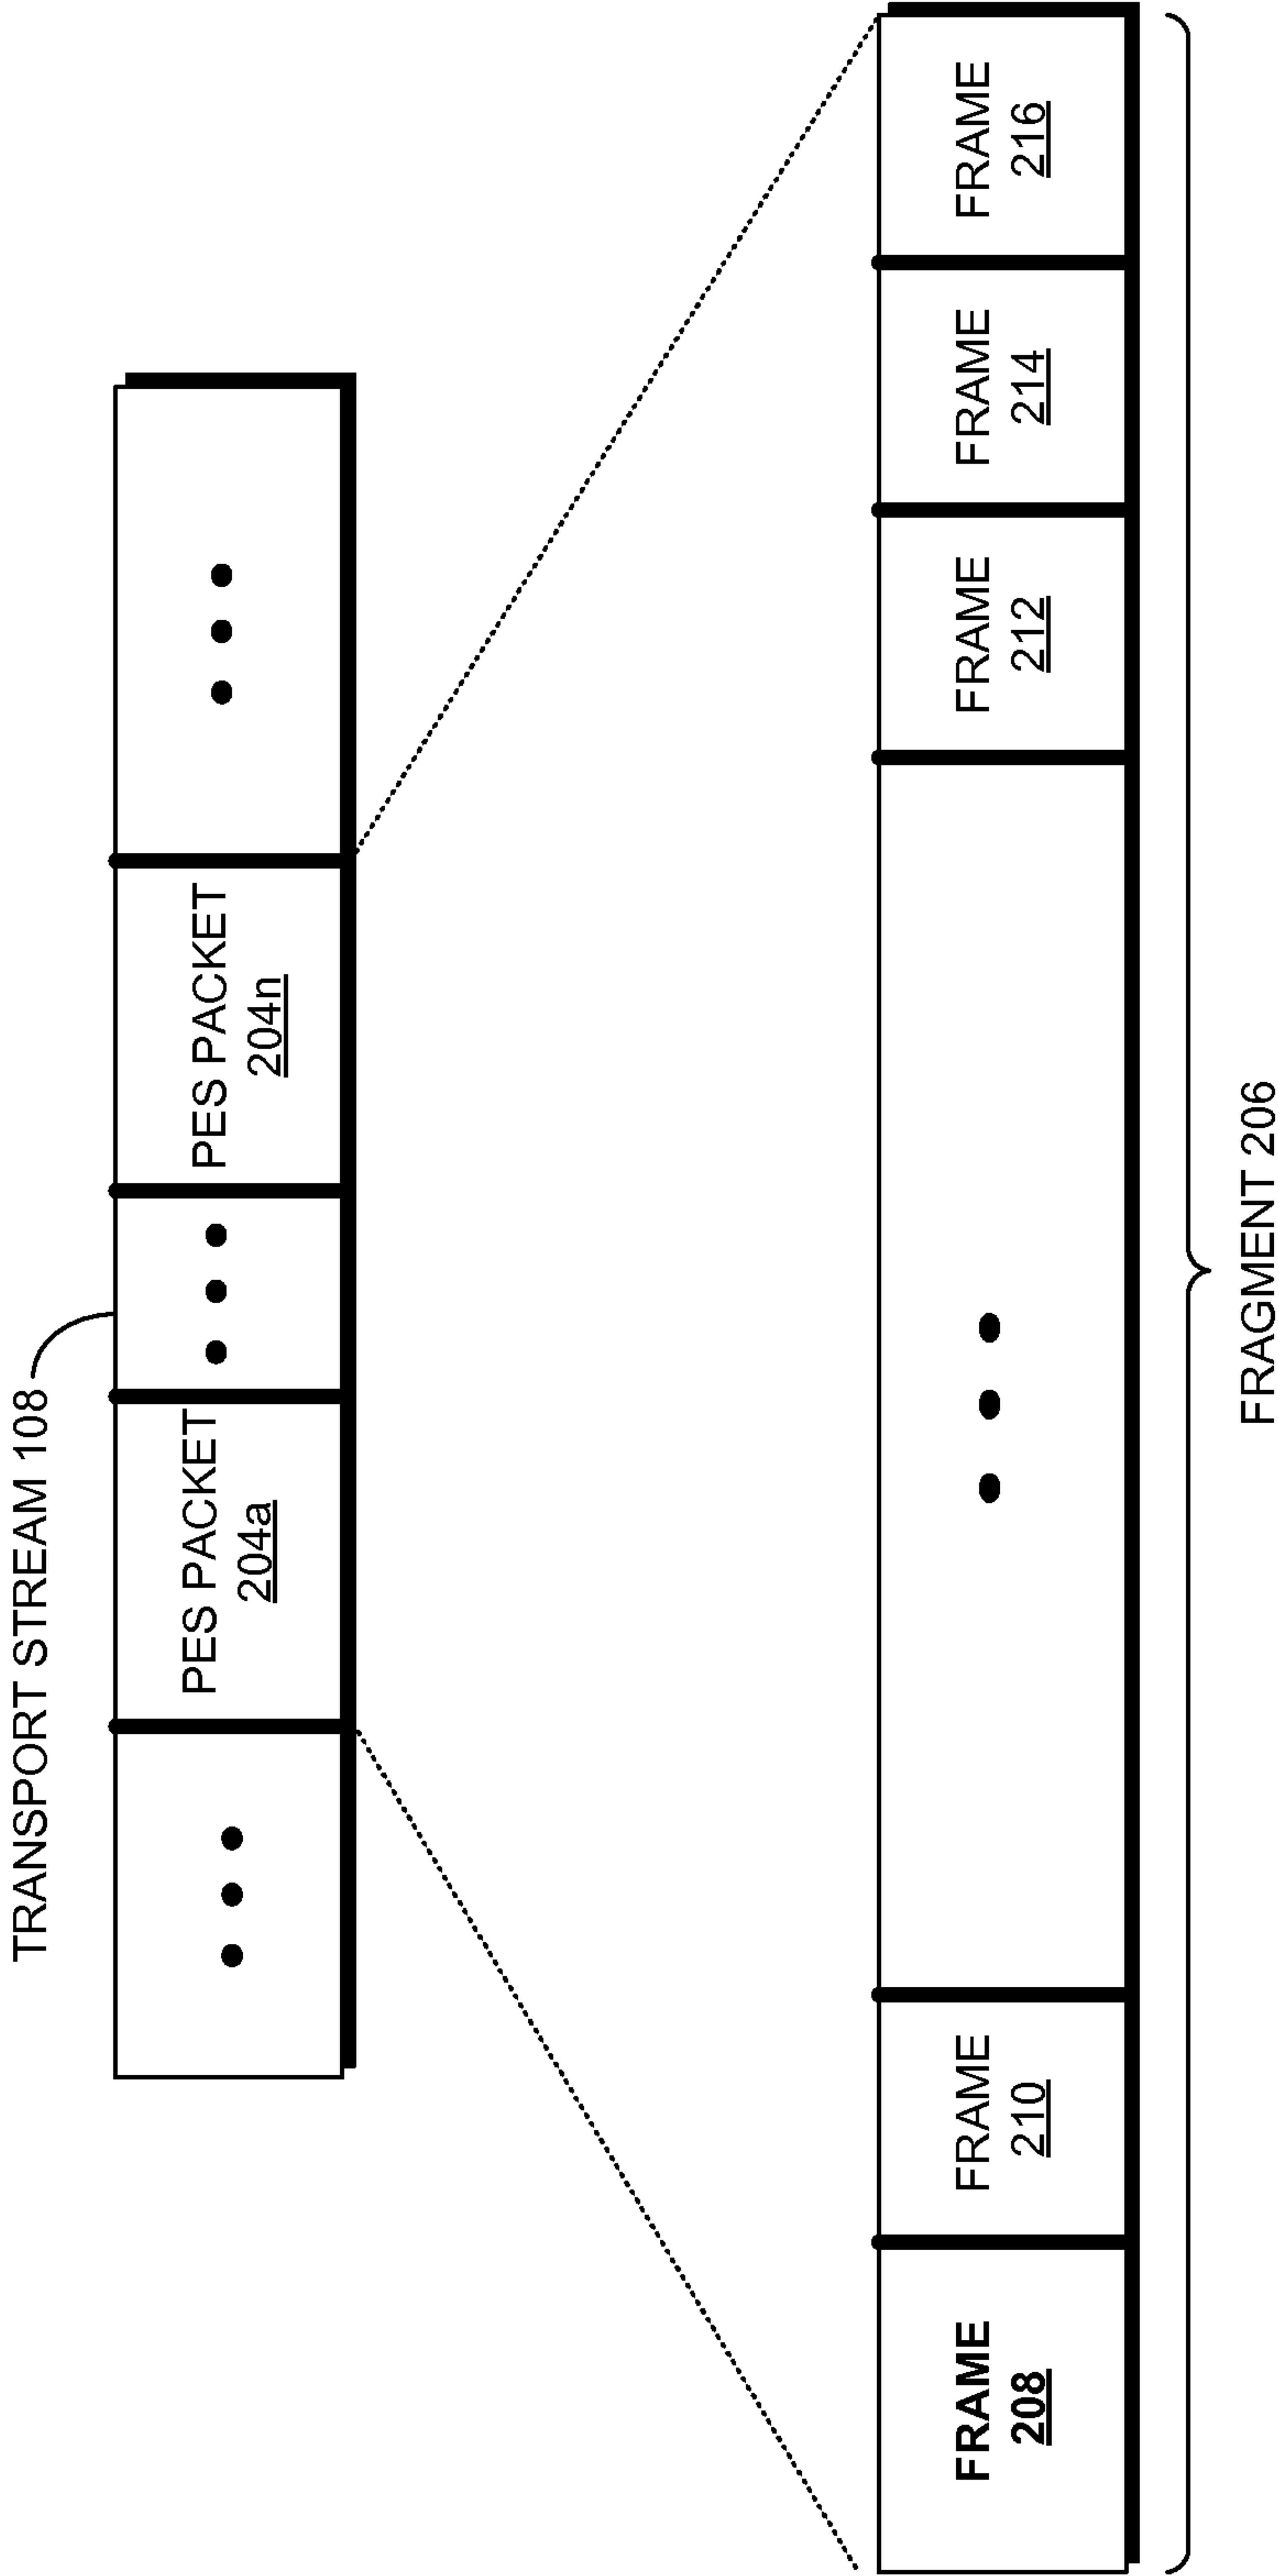 TRANSPORT STREAM 108
• • •
PES PACKET
204a
• • •
PES PACKET
204n
• • •
FRAME
208
FRAME
210
• • •
FRAME
212
FRAME
214
FRAME
216
FRAGMENT 206